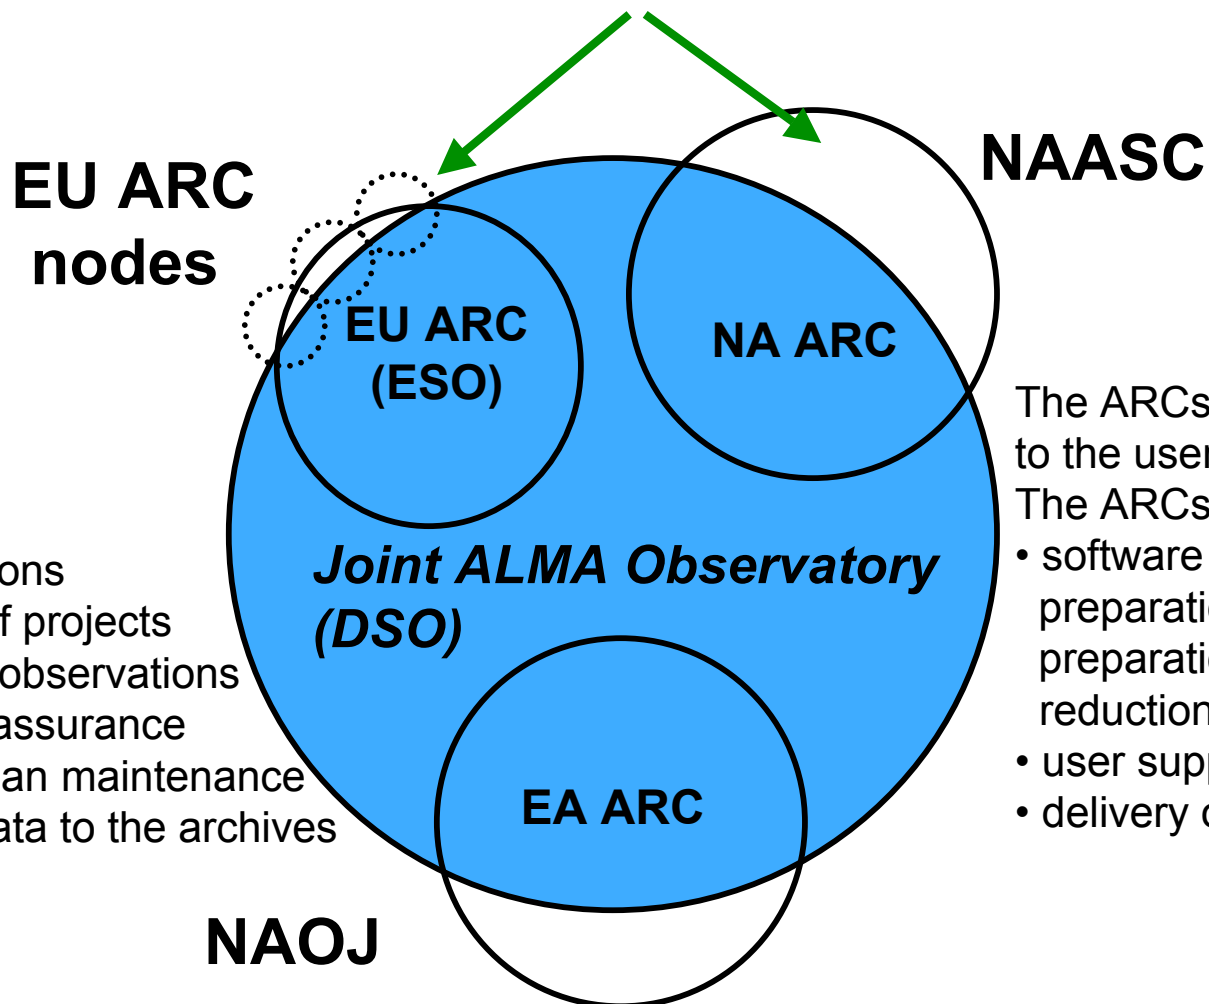 NAASC
EU ARC
nodes
EU ARC
(ESO)
NA ARC
The ARCs
to the user
The ARCs
• software
preparatio
preparatio
reduction
• user supp
• delivery
Joint ALMA Observatory
(DSO)
ons
f projects
observations
assurance
an maintenance
ata to the archives
EA ARC
NAOJ